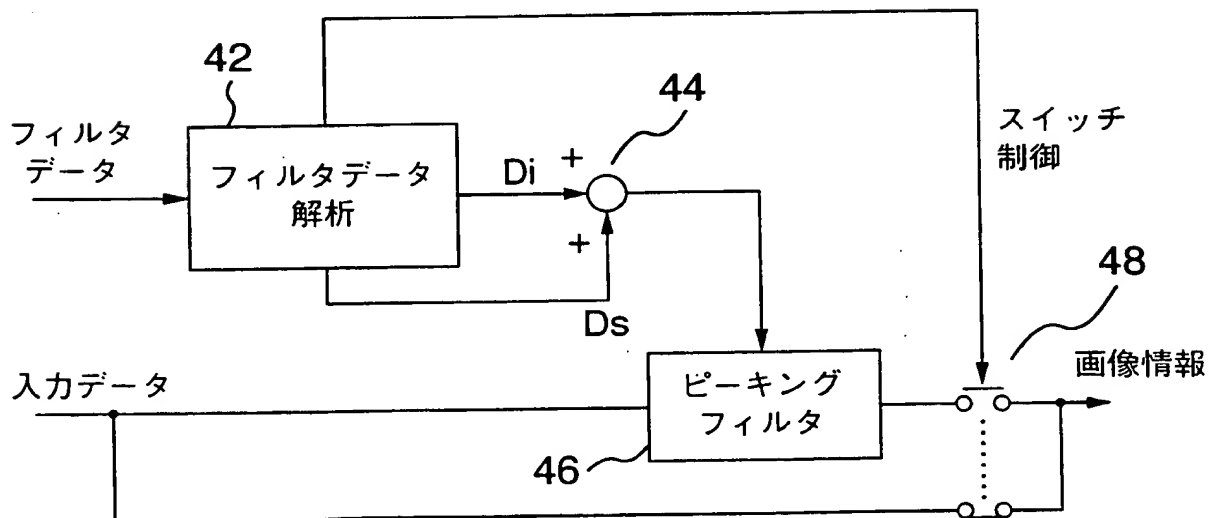 42
44
フィルタ
データ
フィルタデータ
解析
Di
+
+
Ds
スイッチ
制御
48
入力データ
ピーキング
フィルタ
画像情報
46